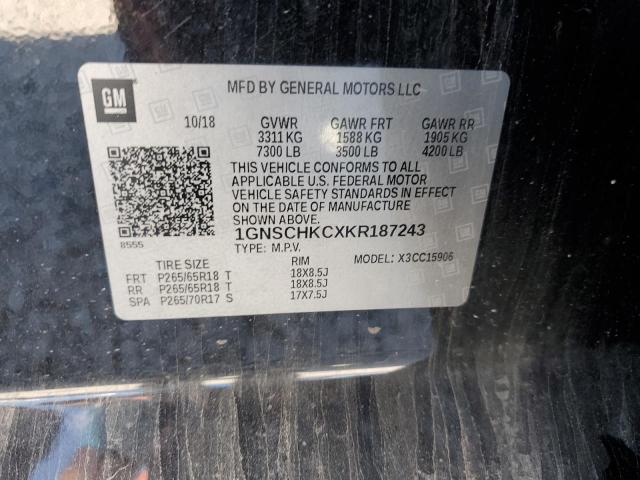 GM
MFD BY GENERAL MOTORS LLC
10/18 GVWR GAWR FRT GAWR RR
3311 KG 1588 KG 1905 KG
7300 LB 3500 LB 4200 LB
THIS VEHICLE CONFORMS TO ALL
APPLICABLE U.S. FEDERAL MOTOR
VEHICLE SAFETY STANDARDS IN EFFECT
ON THE DATE OF MANUFACTURE
SHOWN ABOVE.
8555
1GNSCHKCXKR187243
TYPE: M.P.V. MODEL: X3CC15906
TIRE SIZE RIM
FRT P265/65R18 T 18X8.5J
RR P265/65R18 T 18X8.5J
SPA P265/70R17 S 17X7.5J